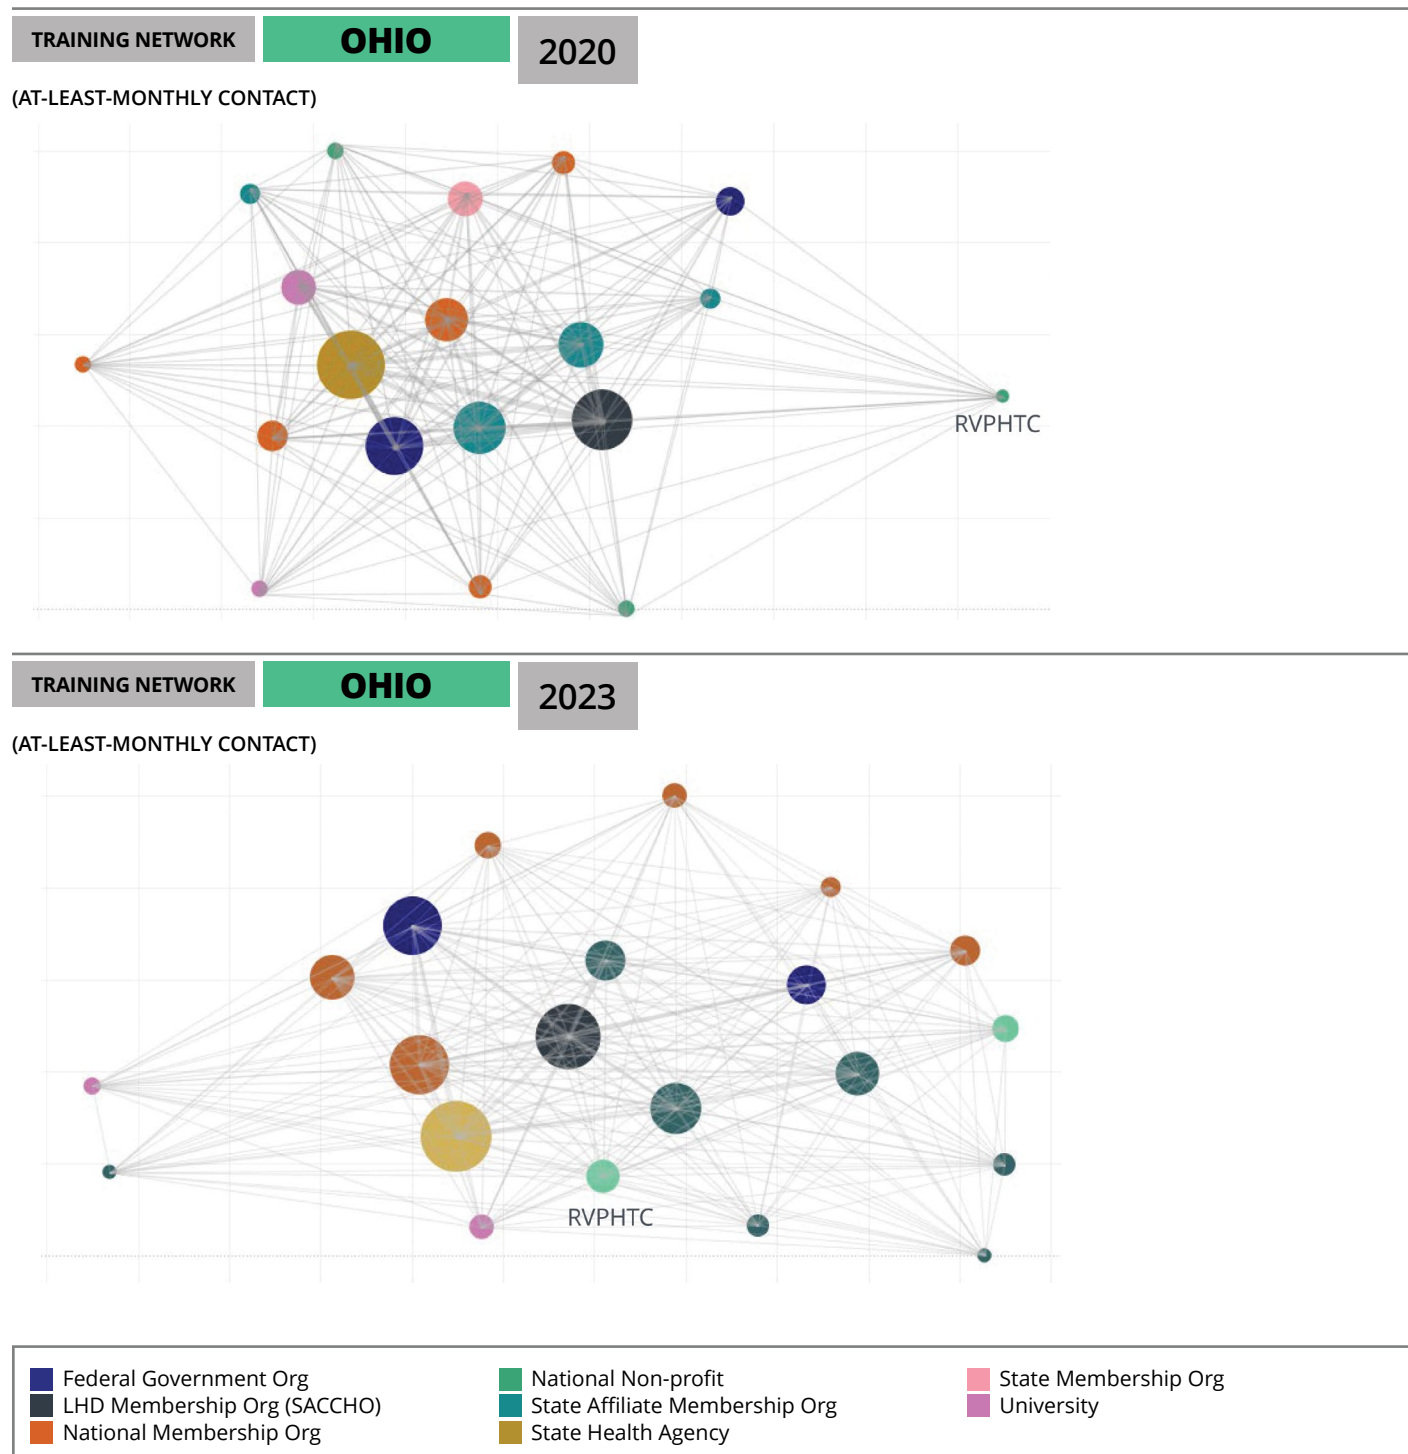 TRAINING NETWORK OHIO 2020
(AT-LEAST-MONTHLY CONTACT)
RVPHTC
TRAINING NETWORK OHIO 2023
(AT-LEAST-MONTHLY CONTACT)
RVPHTC
Federal Government Org
LHD Membership Org (SACCHO)
National Membership Org
National Non-profit
State Affiliate Membership Org
State Health Agency
State Membership Org
University